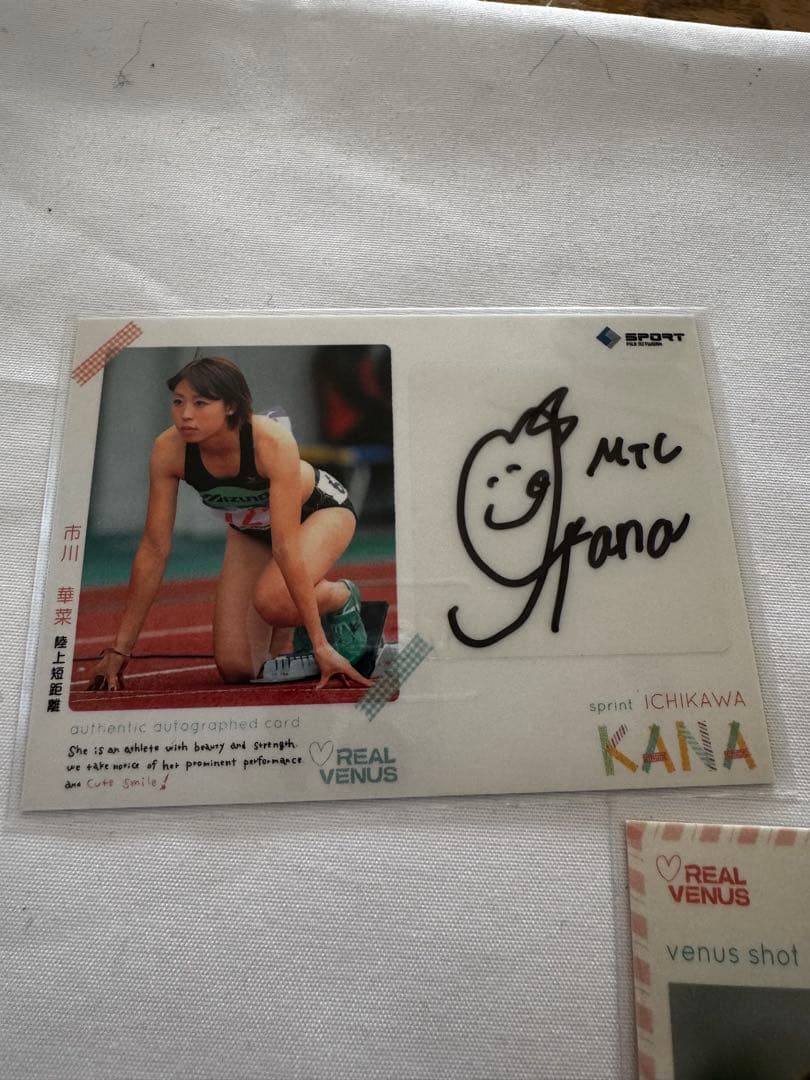 SPORT
市川 華菜
陸上短距離
MTC
Kana
authentic autographed card
She is an athlete with beauty and strength.
we take notice of her prominent performance.
and Cute Smile!
REAL
VENUS
sprint ICHIKAWA
KANA
REAL
VENUS
venus shot